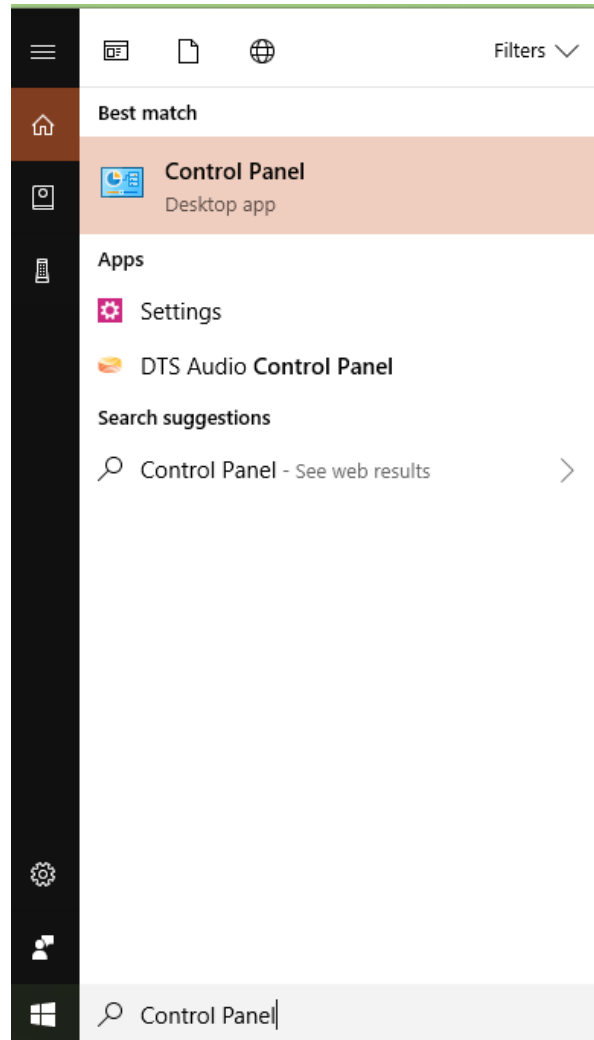 Filters
Best match
Control Panel
Desktop app
Apps
Settings
DTS Audio Control Panel
Search suggestions
Control Panel - See web results
Control Panel